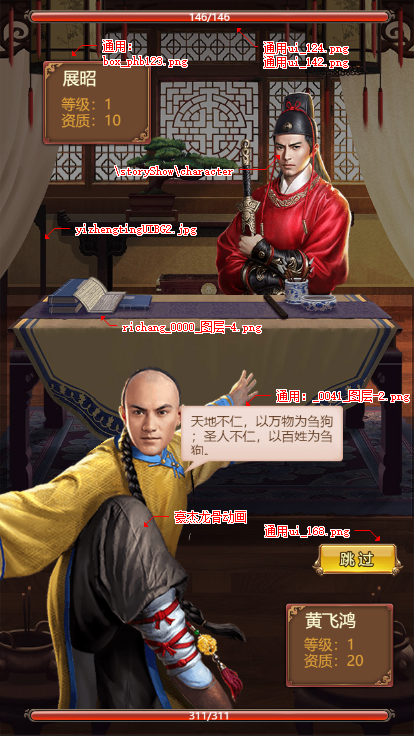 146/146
通用:
box_phb123.png
通用ui_124.png
通用ui_142.png
展昭
等级：1
资质：10
\storyShow\character
yizhengtingUIBG2.jpg
richang_0000_图层-4.png
通用：_0041_图层-2.png
天地不仁，以万物为刍狗
；圣人不仁，以百姓为刍
狗。
豪杰龙骨动画
通用ui_168.png
跳过
黄飞鸿
等级：1
资质：20
311/311